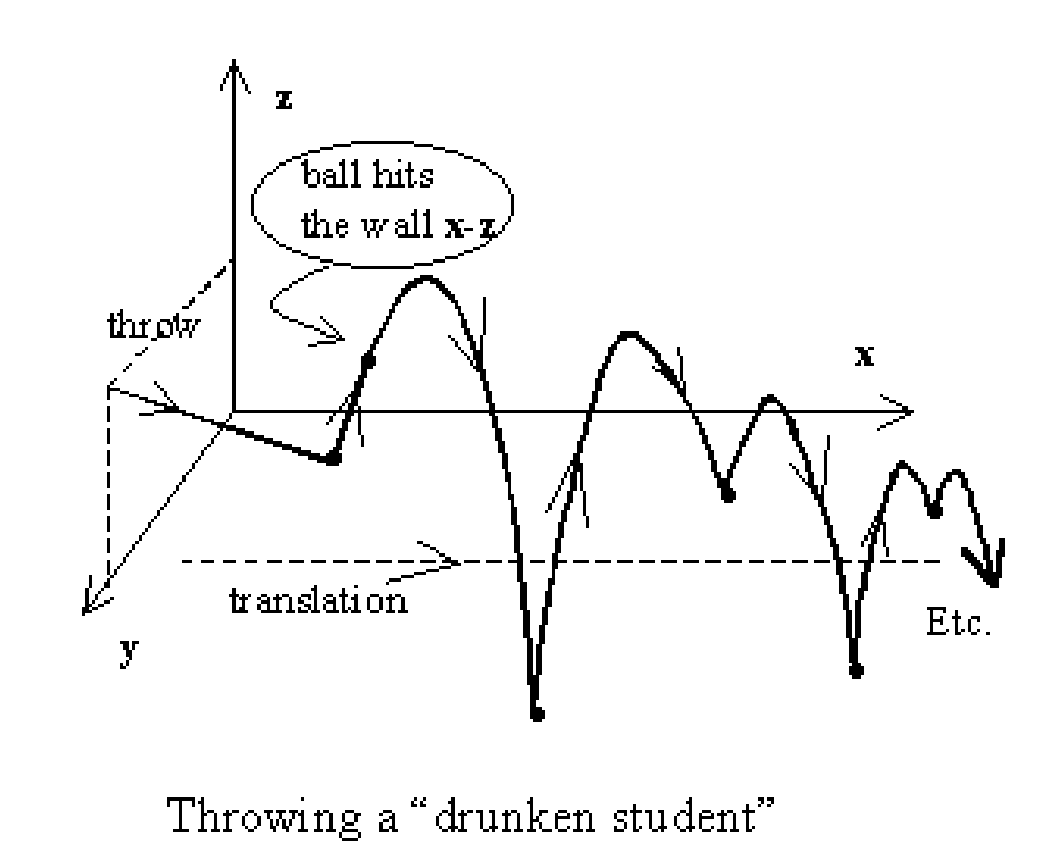 z
ball hits
the wall x-z
throw
x
translation
y
Etc.
Throwing a “drunken student”